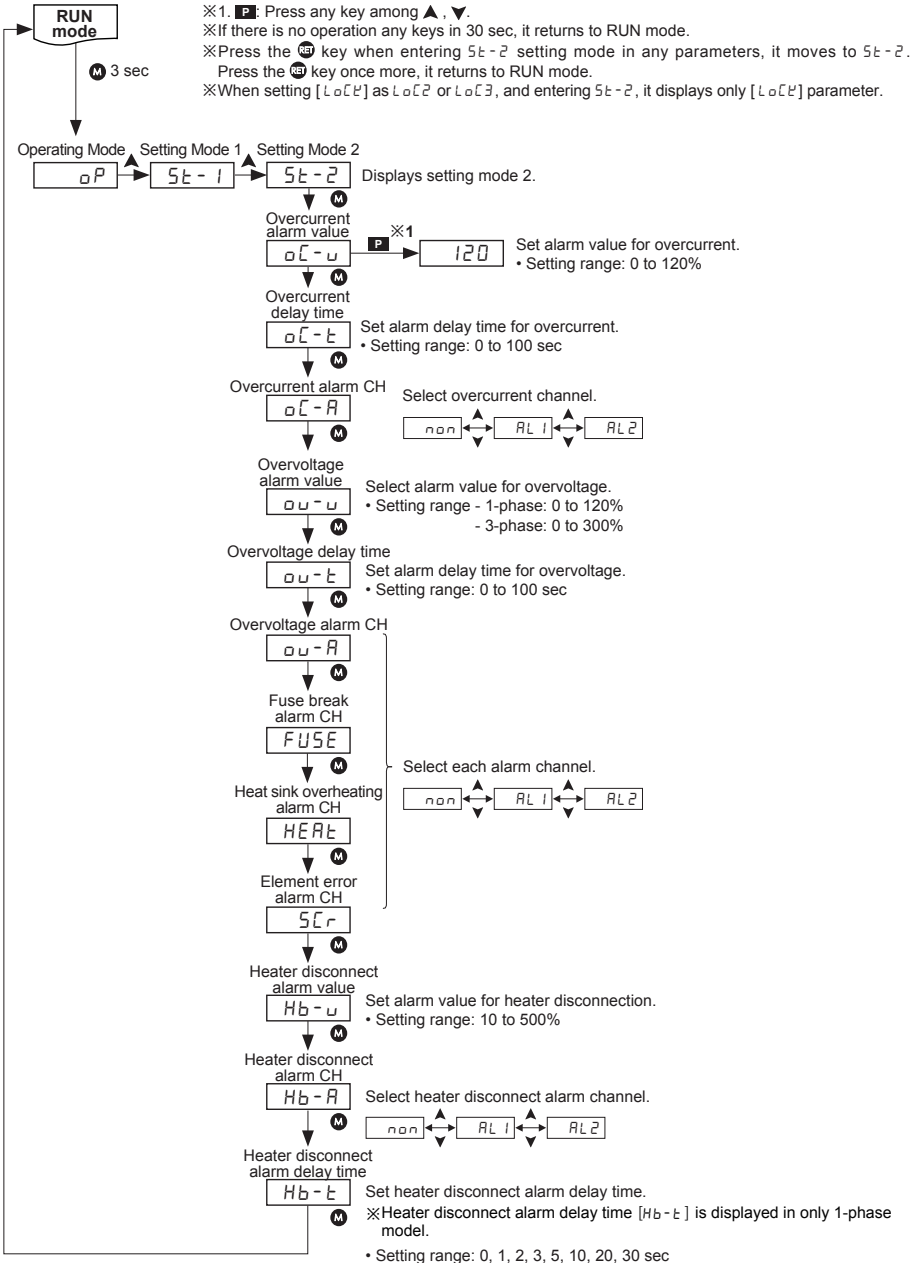 RUN
mode
M 3 sec
※1. P: Press any key among ▲, ▼.
※If there is no operation any keys in 30 sec, it returns to RUN mode.
※Press the RET key when entering St-2 setting mode in any parameters, it moves to St-2.
Press the RET key once more, it returns to RUN mode.
※When setting [LoCK] as LoC2 or LoC3, and entering St-2, it displays only [LoCK] parameter.
Operating Mode ▲ Setting Mode 1 ▲ Setting Mode 2
oP St-1 St-2 Displays setting mode 2.
M
Overcurrent
alarm value
oC-v P ※1 120 Set alarm value for overcurrent.
• Setting range: 0 to 120%
M
Overcurrent
delay time
oC-t Set alarm delay time for overcurrent.
• Setting range: 0 to 100 sec
M
Overcurrent alarm CH
oC-A Select overcurrent channel.
non AL1 AL2
M
Overvoltage
alarm value
ov-v Select alarm value for overvoltage.
• Setting range - 1-phase: 0 to 120%
- 3-phase: 0 to 300%
M
Overvoltage delay time
ov-t Set alarm delay time for overvoltage.
• Setting range: 0 to 100 sec
M
Overvoltage alarm CH
ov-A
M
Fuse break
alarm CH
FUSE
M
Select each alarm channel.
non AL1 AL2
Heat sink overheating
alarm CH
HEAt
M
Element error
alarm CH
SCr
M
Heater disconnect
alarm value
Hb-v Set alarm value for heater disconnection.
• Setting range: 10 to 500%
M
Heater disconnect
alarm CH
Hb-A Select heater disconnect alarm channel.
non AL1 AL2
M
Heater disconnect
alarm delay time
Hb-t Set heater disconnect alarm delay time.
M
※Heater disconnect alarm delay time [Hb-t] is displayed in only 1-phase
model.
• Setting range: 0, 1, 2, 3, 5, 10, 20, 30 sec